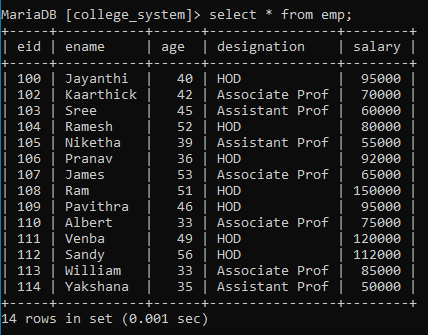 MariaDB [college_system]> select * from emp;
+-----+-----------+-----+----------------+--------+
| eid | ename     | age | designation    | salary |
+-----+-----------+-----+----------------+--------+
| 100 | Jayanthi  |  40 | HOD            |  95000 |
| 102 | Kaarthick |  42 | Associate Prof |  70000 |
| 103 | Sree      |  45 | Assistant Prof |  60000 |
| 104 | Ramesh    |  52 | HOD            |  80000 |
| 105 | Niketha   |  39 | Assistant Prof |  55000 |
| 106 | Pranav    |  36 | HOD            |  92000 |
| 107 | James     |  53 | Associate Prof |  65000 |
| 108 | Ram       |  51 | HOD            | 150000 |
| 109 | Pavithra  |  46 | HOD            |  95000 |
| 110 | Albert    |  33 | Associate Prof |  75000 |
| 111 | Venba     |  49 | HOD            | 120000 |
| 112 | Sandy     |  56 | HOD            | 112000 |
| 113 | William   |  33 | Associate Prof |  85000 |
| 114 | Yakshana  |  35 | Assistant Prof |  50000 |
+-----+-----------+-----+----------------+--------+
14 rows in set (0.001 sec)